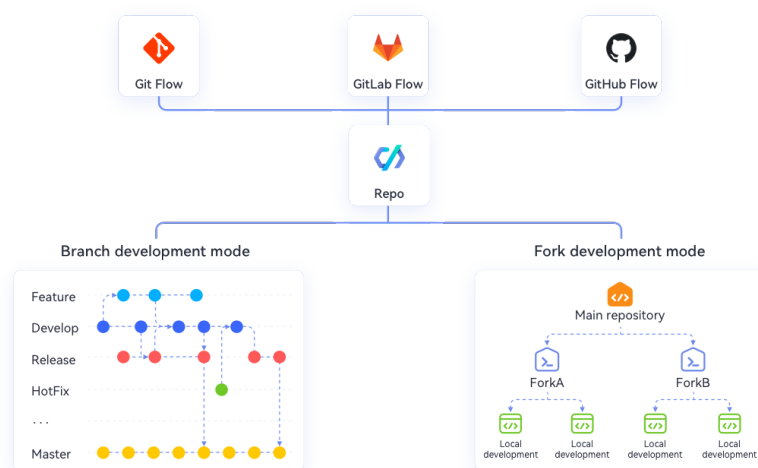 Git Flow
GitLab Flow
GitHub Flow
Repo
Branch development mode
Fork development mode
Feature
Develop
Release
HotFix
...
Master
Main repository
ForkA
ForkB
Local
development
Local
development
Local
development
Local
development